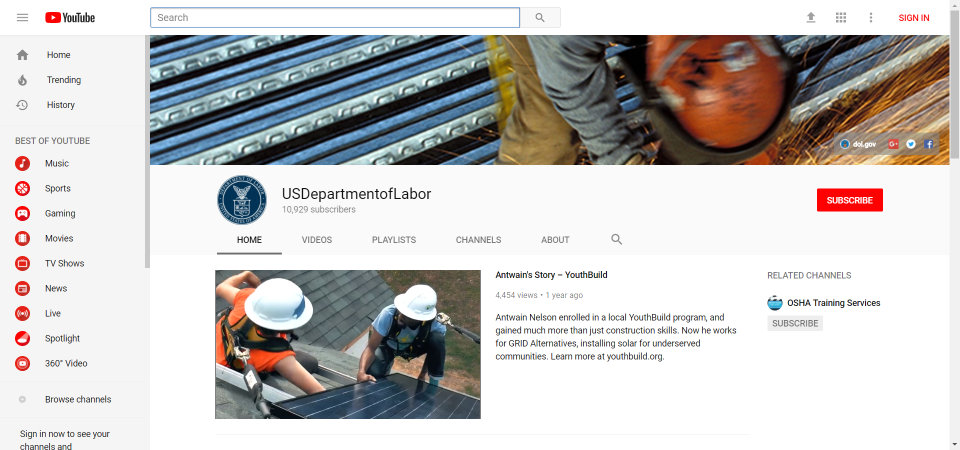 YouTube
Search
SIGN IN
Home
Trending
History
BEST OF YOUTUBE
Music
Sports
Gaming
Movies
TV Shows
News
Live
Spotlight
360° Video
Browse channels
Sign in now to see your
channels and
dol.gov
USDepartmentofLabor
10,929 subscribers
SUBSCRIBE
HOME
VIDEOS
PLAYLISTS
CHANNELS
ABOUT
Antwain's Story – YouthBuild
4,454 views • 1 year ago
Antwain Nelson enrolled in a local YouthBuild program, and
gained much more than just construction skills. Now he works
for GRID Alternatives, installing solar for underserved
communities. Learn more at youthbuild.org.
RELATED CHANNELS
OSHA Training Services
SUBSCRIBE